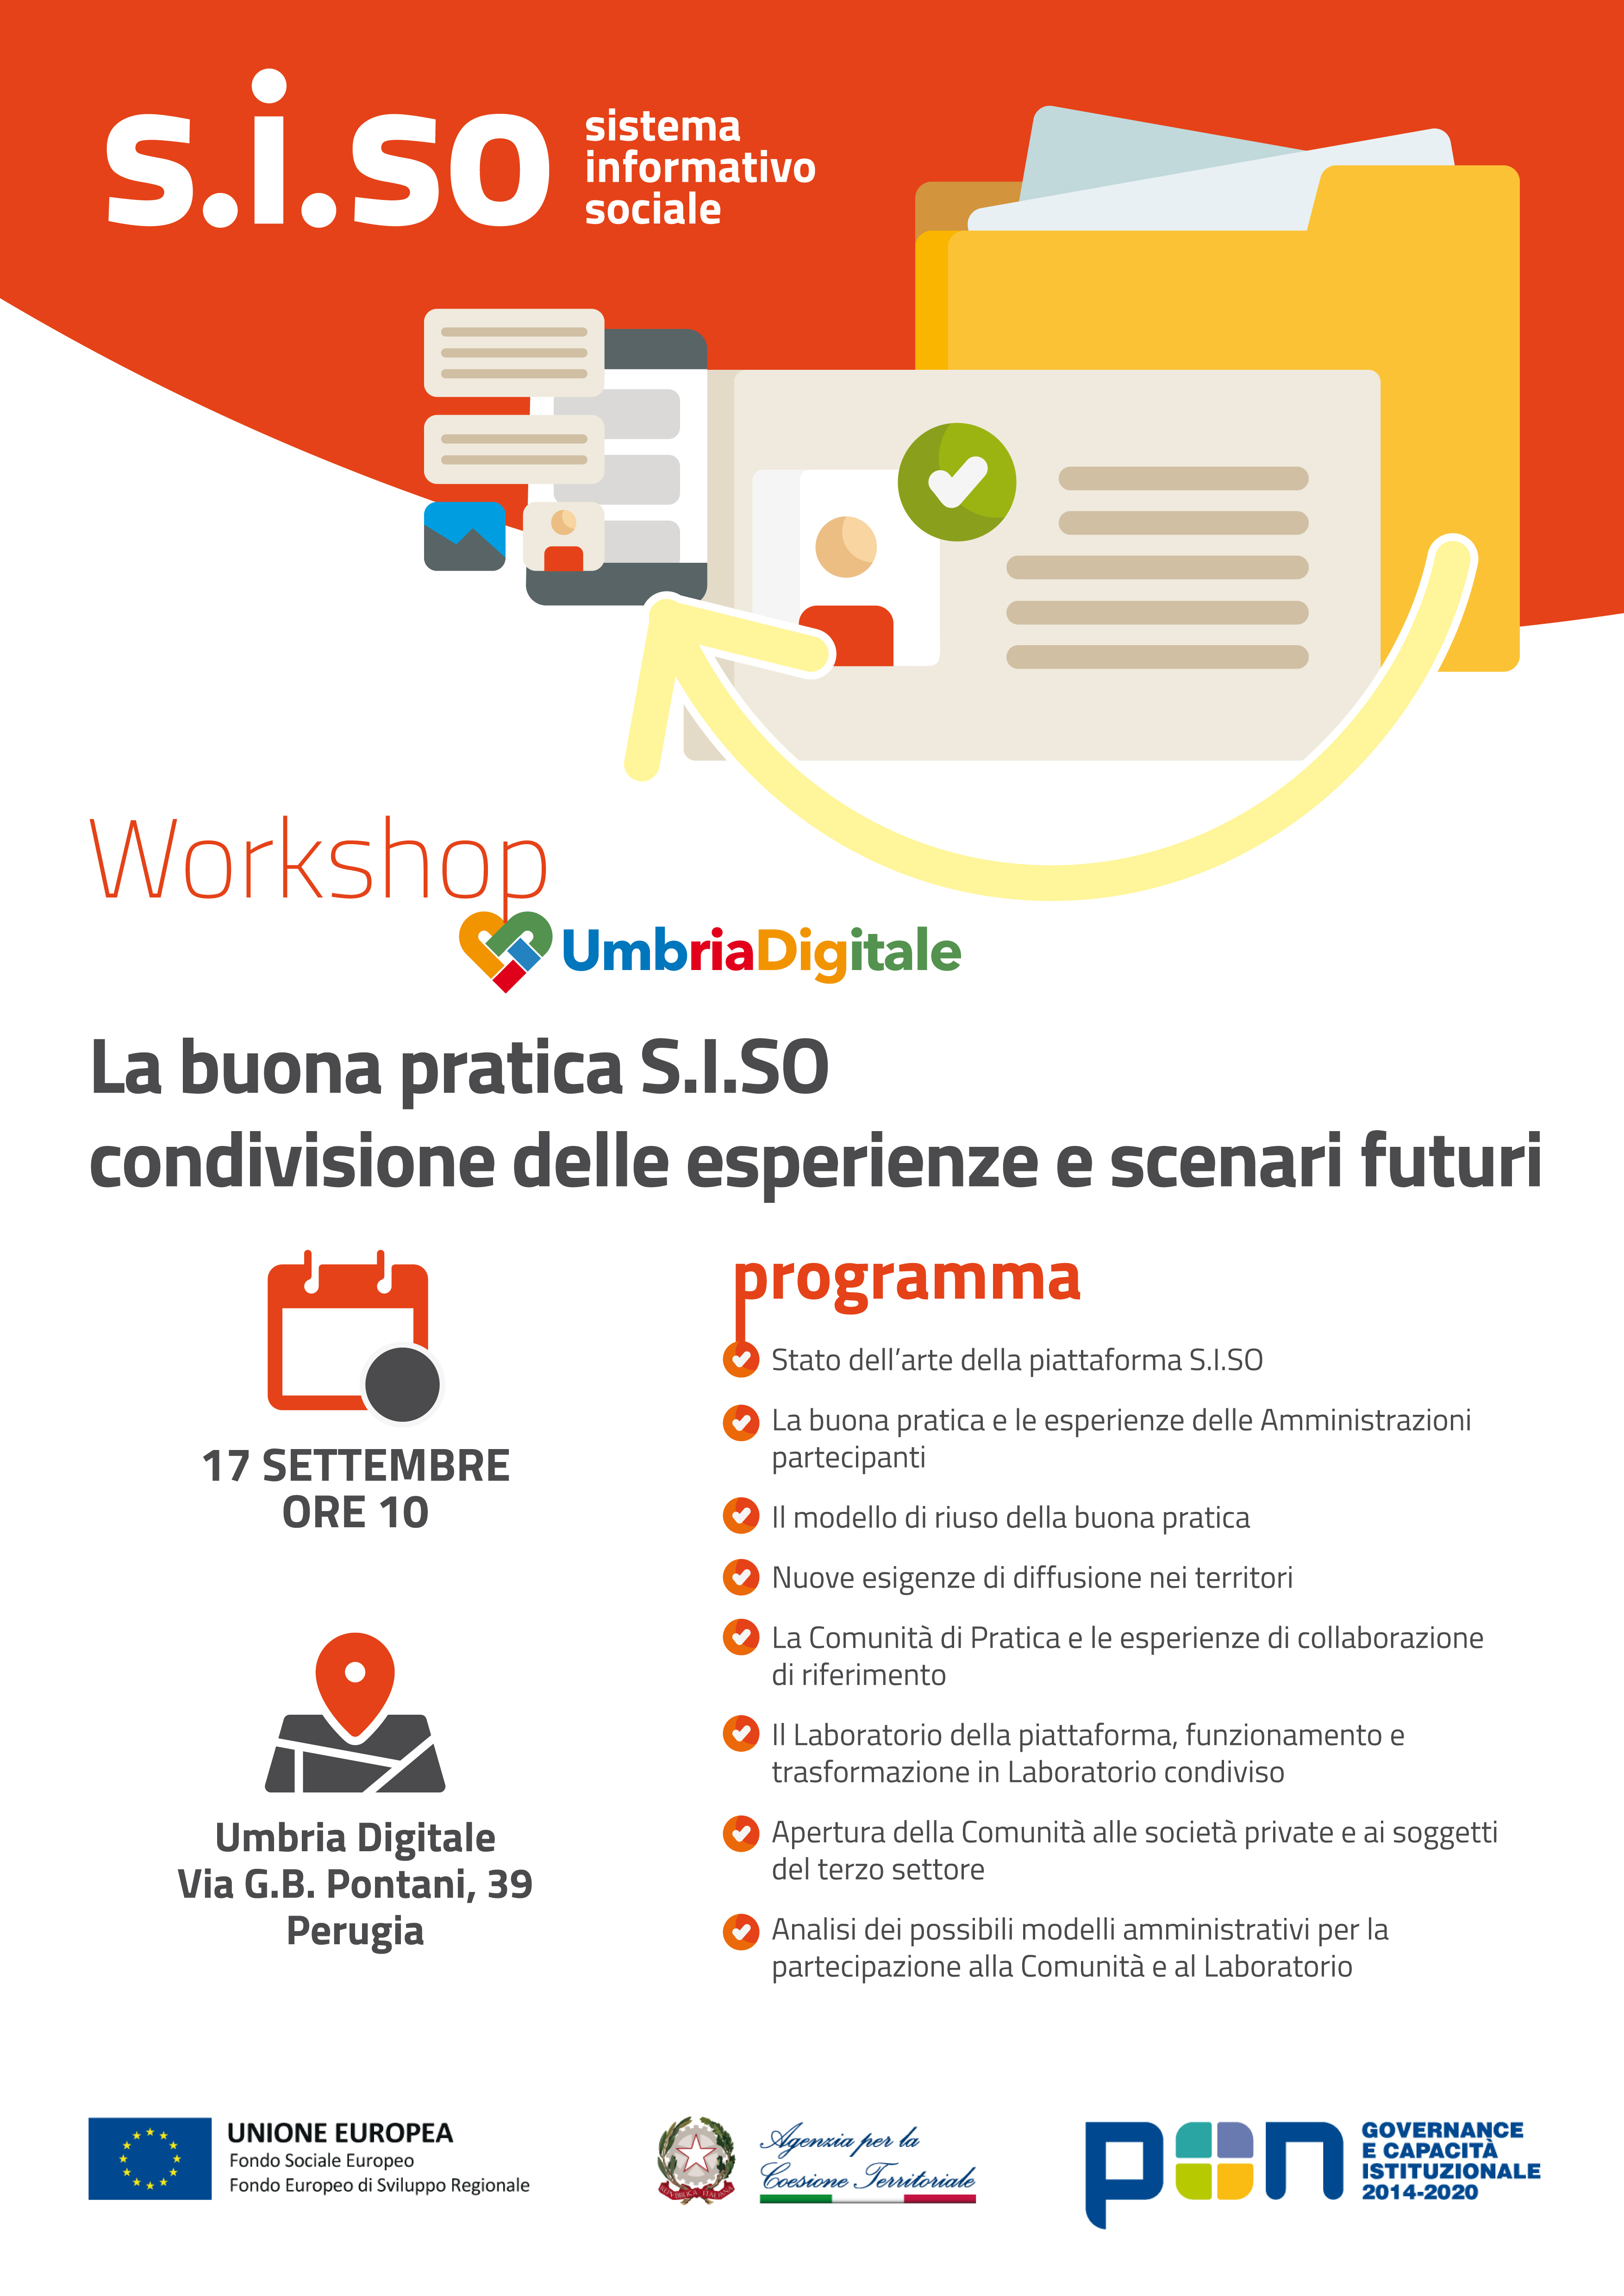 s.i.so
sistema
informativo
sociale
Workshop
UmbriaDigitale
La buona pratica S.I.SO
condivisione delle esperienze e scenari futuri
17 SETTEMBRE
ORE 10
Umbria Digitale
Via G.B. Pontani, 39
Perugia
programma
Stato dell’arte della piattaforma S.I.SO
La buona pratica e le esperienze delle Amministrazioni
partecipanti
Il modello di riuso della buona pratica
Nuove esigenze di diffusione nei territori
La Comunità di Pratica e le esperienze di collaborazione
di riferimento
Il Laboratorio della piattaforma, funzionamento e
trasformazione in Laboratorio condiviso
Apertura della Comunità alle società private e ai soggetti
del terzo settore
Analisi dei possibili modelli amministrativi per la
partecipazione alla Comunità e al Laboratorio
UNIONE EUROPEA
Fondo Sociale Europeo
Fondo Europeo di Sviluppo Regionale
REPVBBLICA ITALIANA
Agenzia per la
Coesione Territoriale
pon
GOVERNANCE
E CAPACITÀ
ISTITUZIONALE
2014-2020